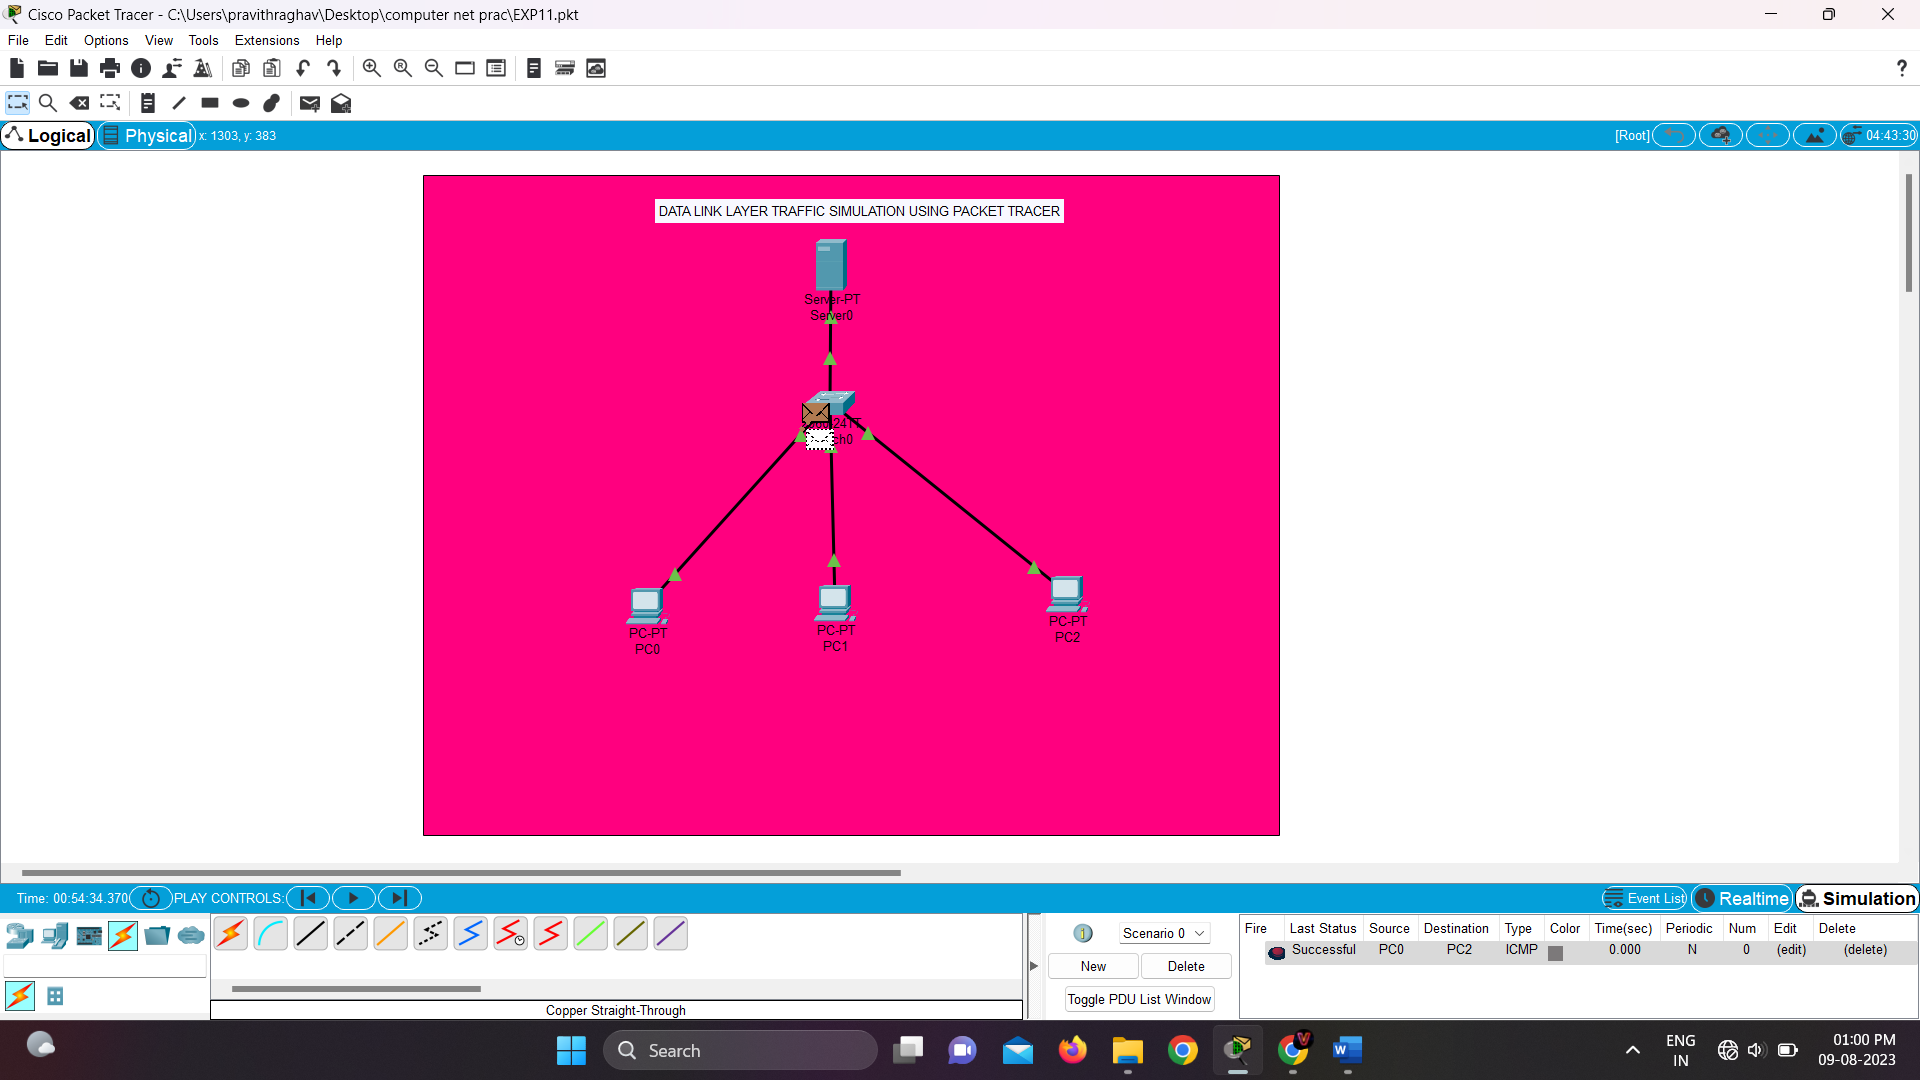 Cisco Packet Tracer - C:\Users\pravithraghav\Desktop\computer net prac\EXP11.pkt
File Edit Options View Tools Extensions Help
?
Logical Physical x: 1303, y: 383 [Root] 04:43:30
DATA LINK LAYER TRAFFIC SIMULATION USING PACKET TRACER
Server-PT
Server0
PC-PT
PC0
PC-PT
PC1
PC-PT
PC2
Time: 00:54:34.370 PLAY CONTROLS: Event List Realtime Simulation
Scenario 0
New Delete
Toggle PDU List Window
Fire Last Status Source Destination Type Color Time(sec) Periodic Num Edit Delete
Successful PC0 PC2 ICMP 0.000 N 0 (edit) (delete)
Copper Straight-Through
Search
ENG
IN
01:00 PM
09-08-2023